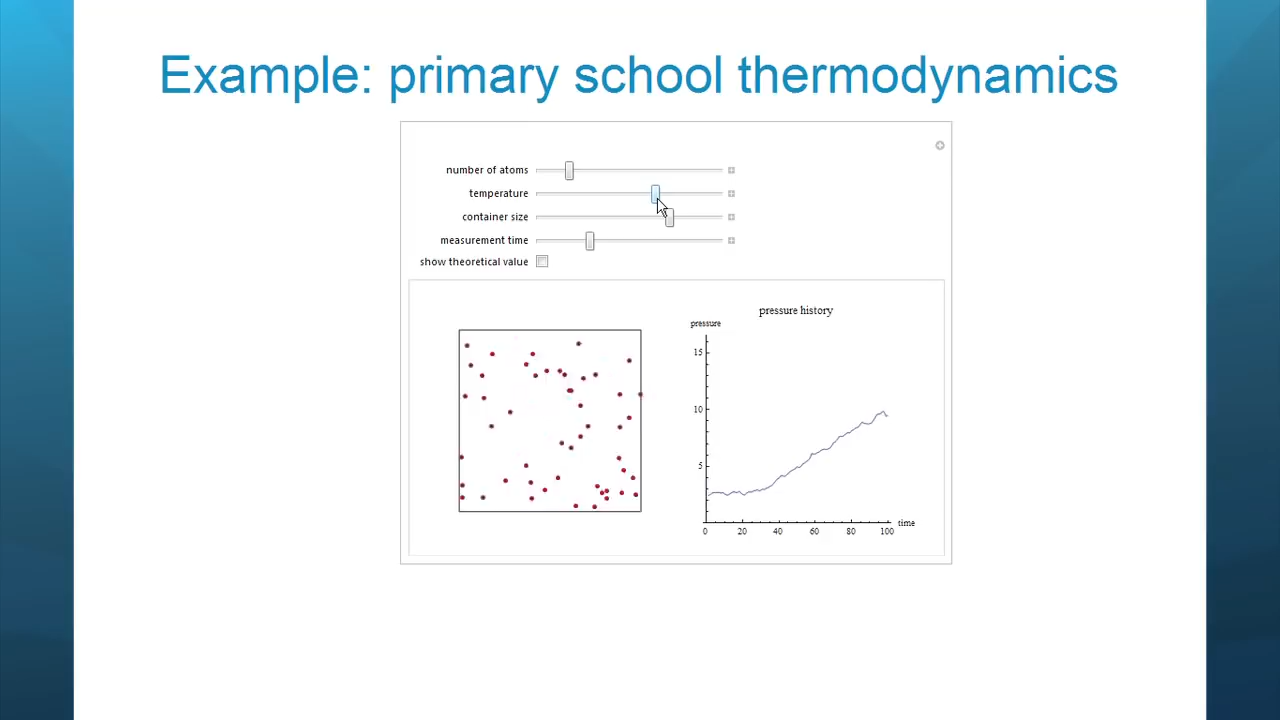 Example: primary school thermodynamics
number of atoms
temperature
container size
measurement time
show theoretical value
pressure history
pressure
15
10
5
0 20 40 60 80 100 time